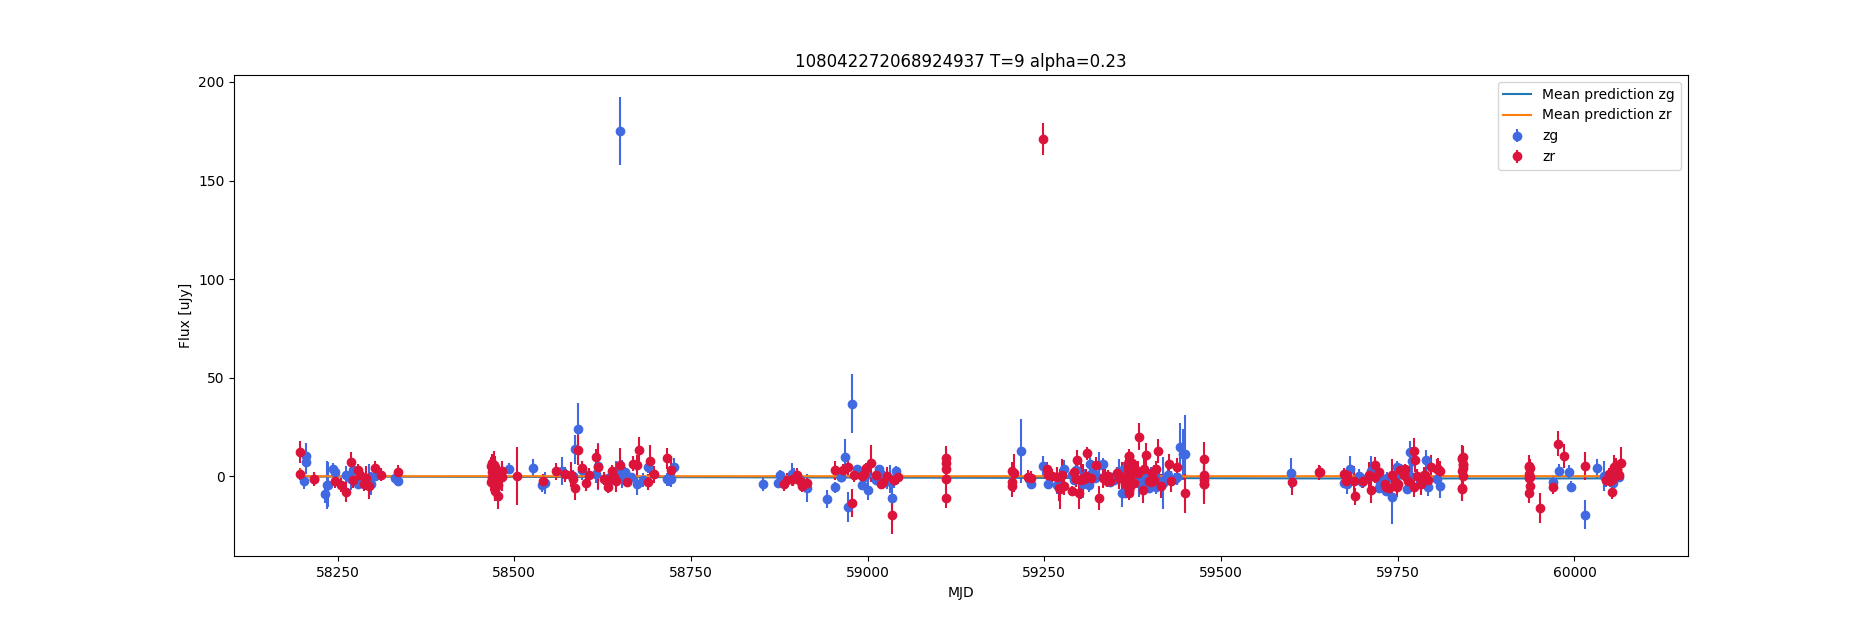 108042272068924937 T=9 alpha=0.23
200
150
100
50
0
Flux [uJy]
Mean prediction zg
Mean prediction zr
zg
zr
58250 58500 58750 59000 59250 59500 59750 60000
MJD